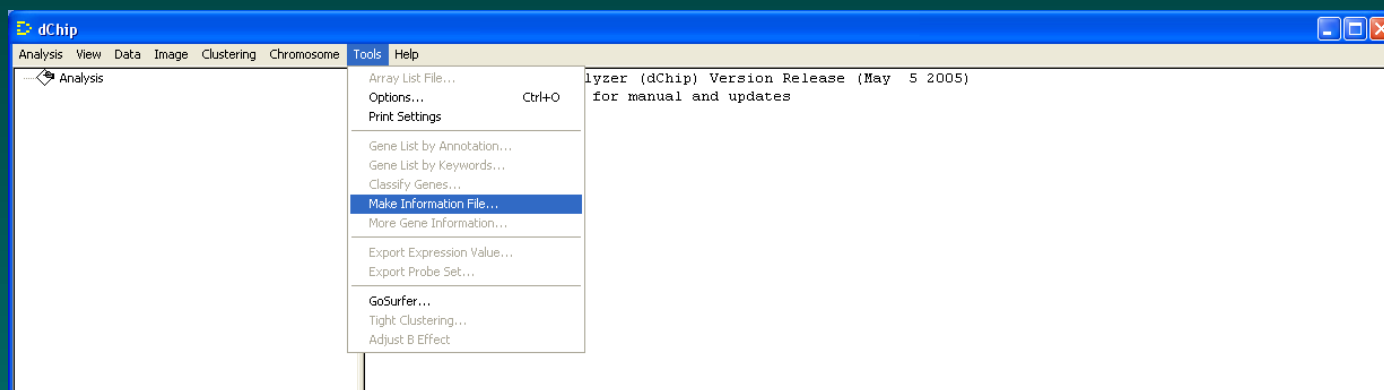 dChip
Analysis View Data Image Clustering Chromosome Tools Help
Analysis
lyzer (dChip) Version Release (May 5 2005)
for manual and updates
Array List File...
Options... Ctrl+O
Print Settings
Gene List by Annotation...
Gene List by Keywords...
Classify Genes...
Make Information File...
More Gene Information...
Export Expression Value...
Export Probe Set...
GoSurfer...
Tight Clustering...
Adjust B Effect